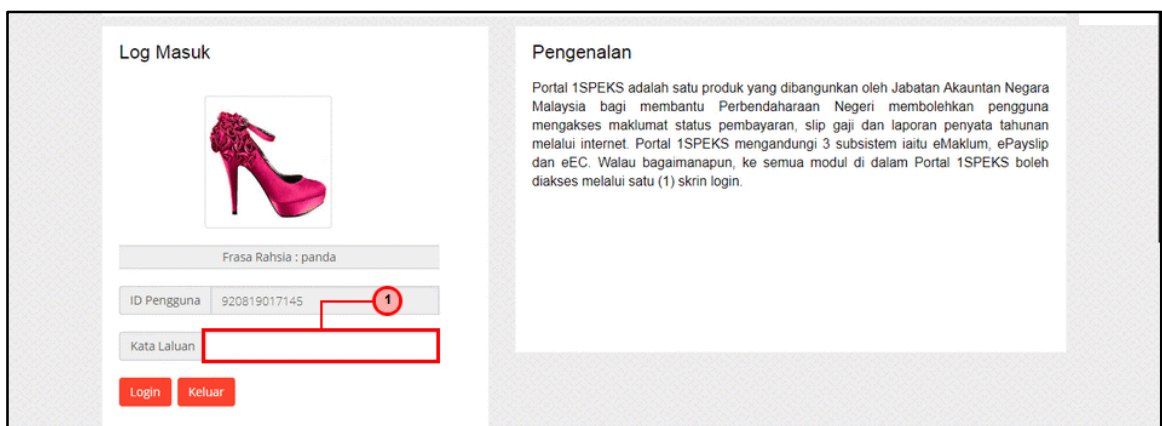 Log Masuk
Frasa Rahsia : panda
ID Pengguna 920819017145
1
Kata Laluan
Login Keluar
Pengenalan
Portal 1SPEKS adalah satu produk yang dibangunkan oleh Jabatan Akauntan Negara
Malaysia bagi membantu Perbendaharaan Negeri membolehkan pengguna
mengakses maklumat status pembayaran, slip gaji dan laporan penyata tahunan
melalui internet. Portal 1SPEKS mengandungi 3 subsistem iaitu eMaklum, ePayslip
dan eEC. Walau bagaimanapun, ke semua modul di dalam Portal 1SPEKS boleh
diakses melalui satu (1) skrin login.